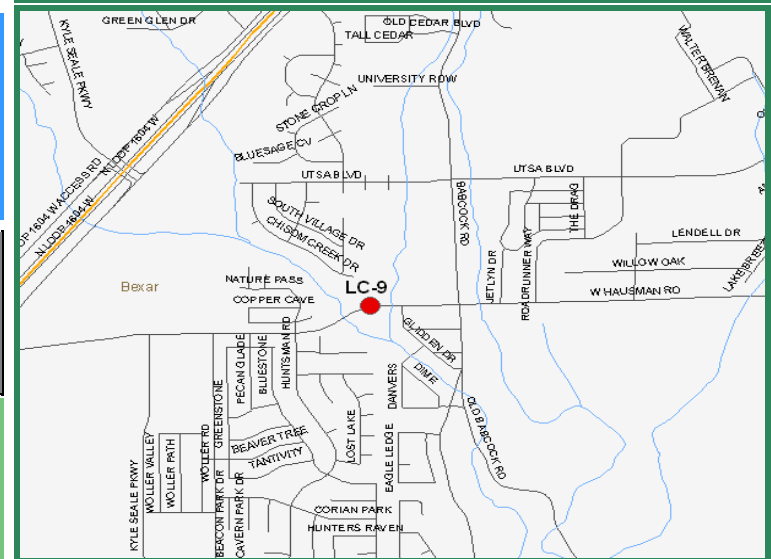 GREEN GLEN DR
OLD CEDAR BLVD
TALL CEDAR
KYLE SEALE PKWY
WALTER BRENAN
UNIVERSITY ROW
STONE CROP LN
N LOOP 1604 W
BLUESAGE CV
UTSA BLVD
UTSA BLVD
OP 1604 W ACCESS RD
N LOOP 1604 W
BABCOCK RD
THE DRAG
SOUTH VILLAGE DR
CHISOM CREEK DR
ROADRUNNER WAY
LENDELL DR
JETLYN DR
WILLOW OAK
LAKE BREEZ
Bexar
NATURE PASS
LC-9
COPPER CAVE
W HAUSMAN RD
GLIDDEN DR
HUNTSMAN RD
PECAN GLADE
BLUESTONE
DIME
DANVERS
GREENSTONE
OLD BABCOCK RD
BEAVER TREE
TANTIVITY
LOST LAKE
EAGLE LEDGE
WOLLER RD
WOLLER PATH
WOLLER VALLEY
KYLE SEALE PKWY
BEACON PARK DR
CAVERN PARK DR
CORIAN PARK
HUNTERS RAVEN